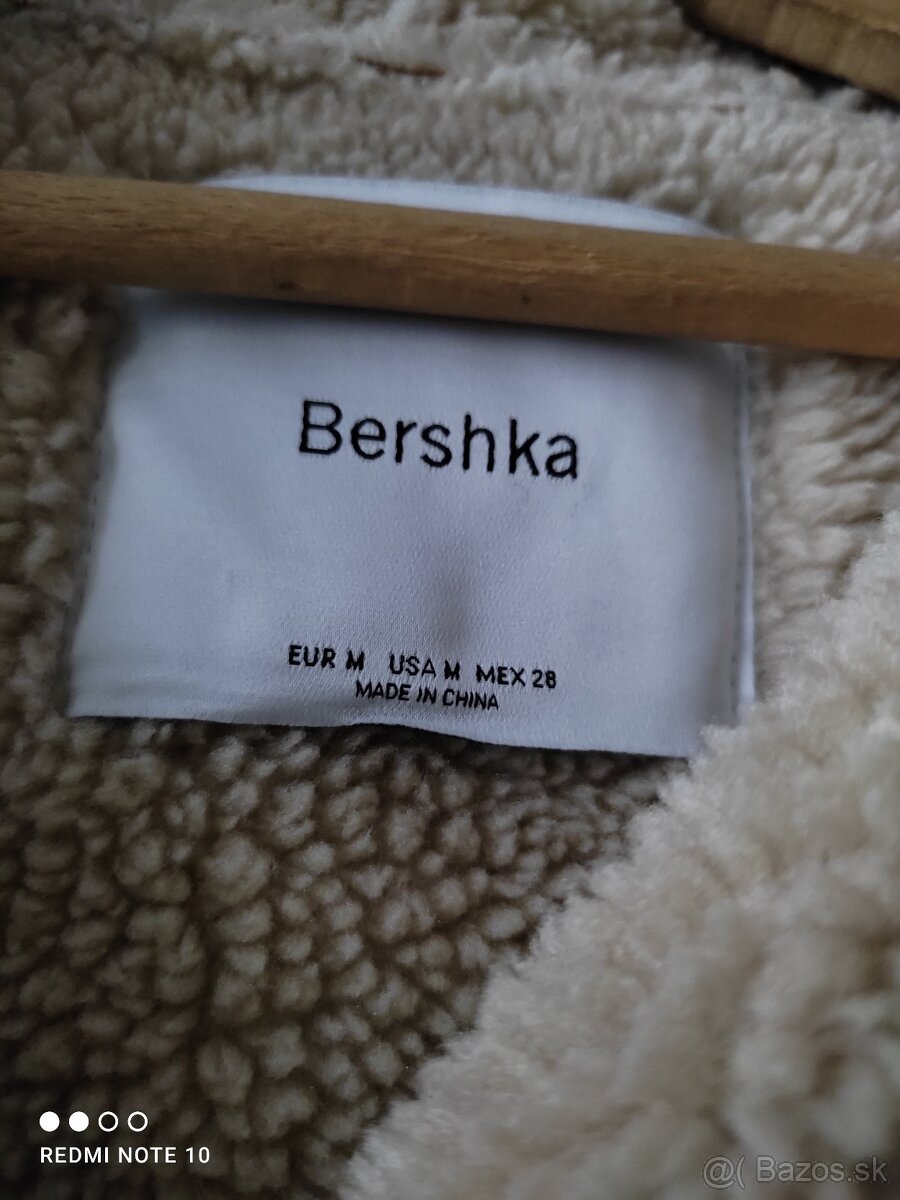 Bershka
EUR M USA M MEX 28
MADE IN CHINA
REDMI NOTE 10
@( Bazos.sk